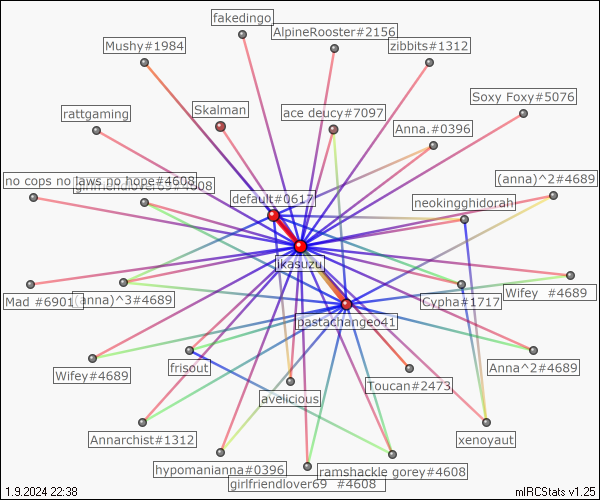 fakedingo
AlpineRooster#2156
Mushy#1984
zibbits#1312
Soxy Foxy#5076
rattgaming
Skalman
ace deucy#7097
Anna.#0396
no cops no laws no hope#4608
girlfriendlover69 #4608
(anna)^2#4689
default#0617
neokingghidorah
ikasuzu
Mad #6901
(anna)^3#4689
Cypha#1717
Wifey #4689
pastachangeo41
Wifey#4689
frisout
Toucan#2473
Anna^2#4689
avelicious
Annarchist#1312
xenoyaut
hypomanianna#0396
ramshackle gorey#4608
girlfriendlover69 #4608
1.9.2024 22:38
mIRCStats v1.25